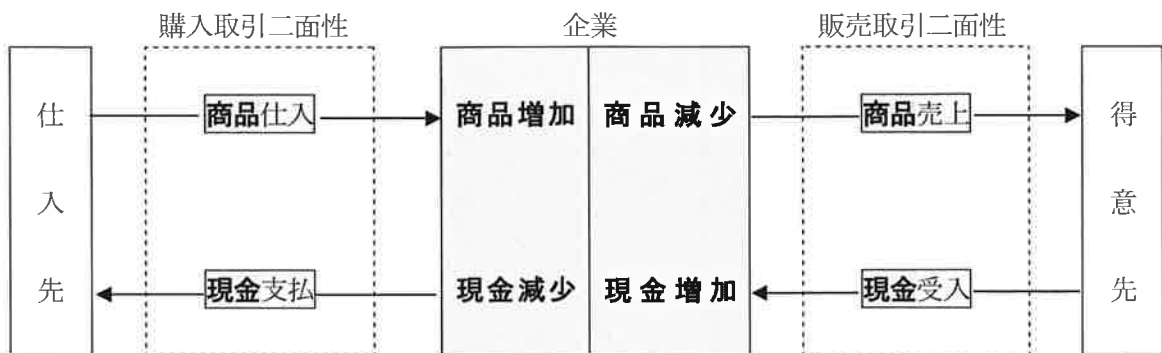 購入取引二面性 企業 販売取引二面性
仕入先
商品仕入 商品増加 商品減少 商品売上
現金支払 現金減少 現金増加 現金受入
得意先